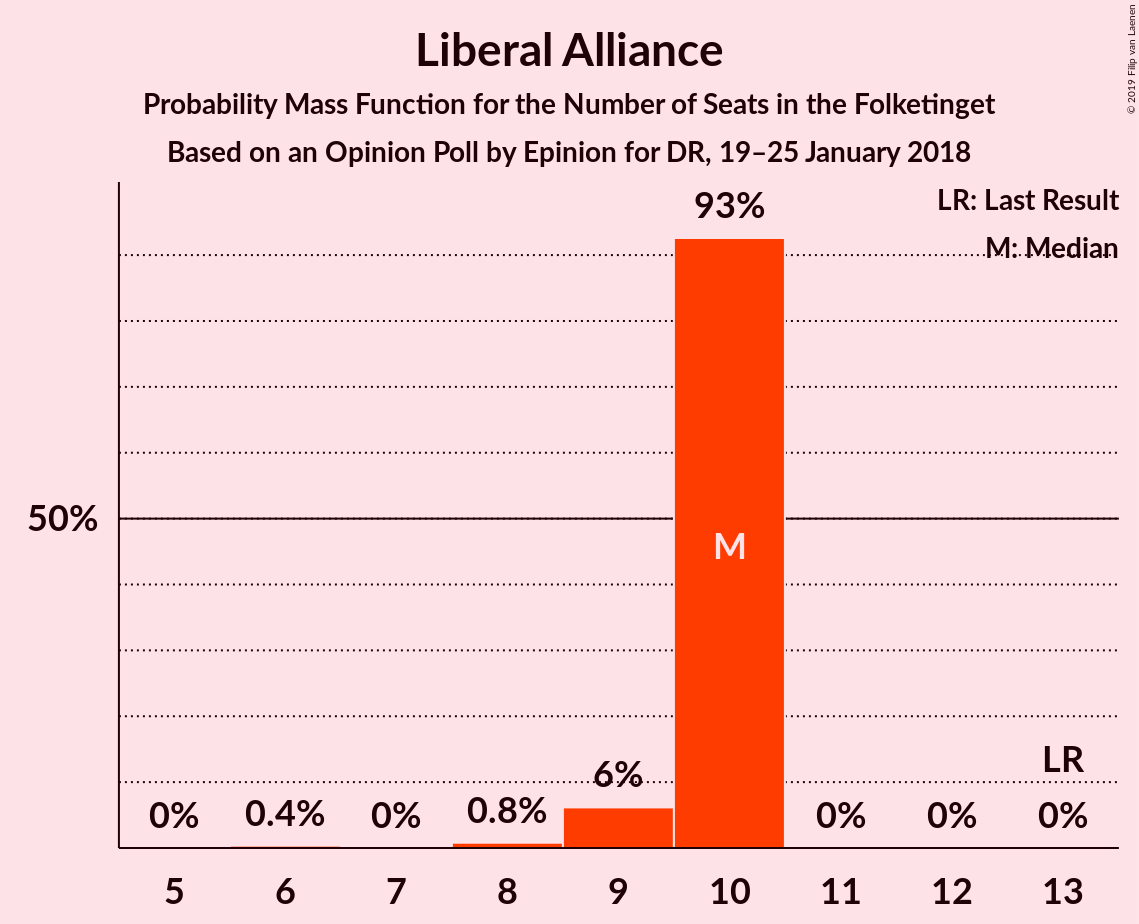 Liberal Alliance
Probability Mass Function for the Number of Seats in the Folketinget
Based on an Opinion Poll by Epinion for DR, 19–25 January 2018
© 2019 Filip van Laenen
LR: Last Result
M: Median
93%
50%
M
LR
0% 0.4% 0% 0.8% 6% 0% 0% 0%
5 6 7 8 9 10 11 12 13